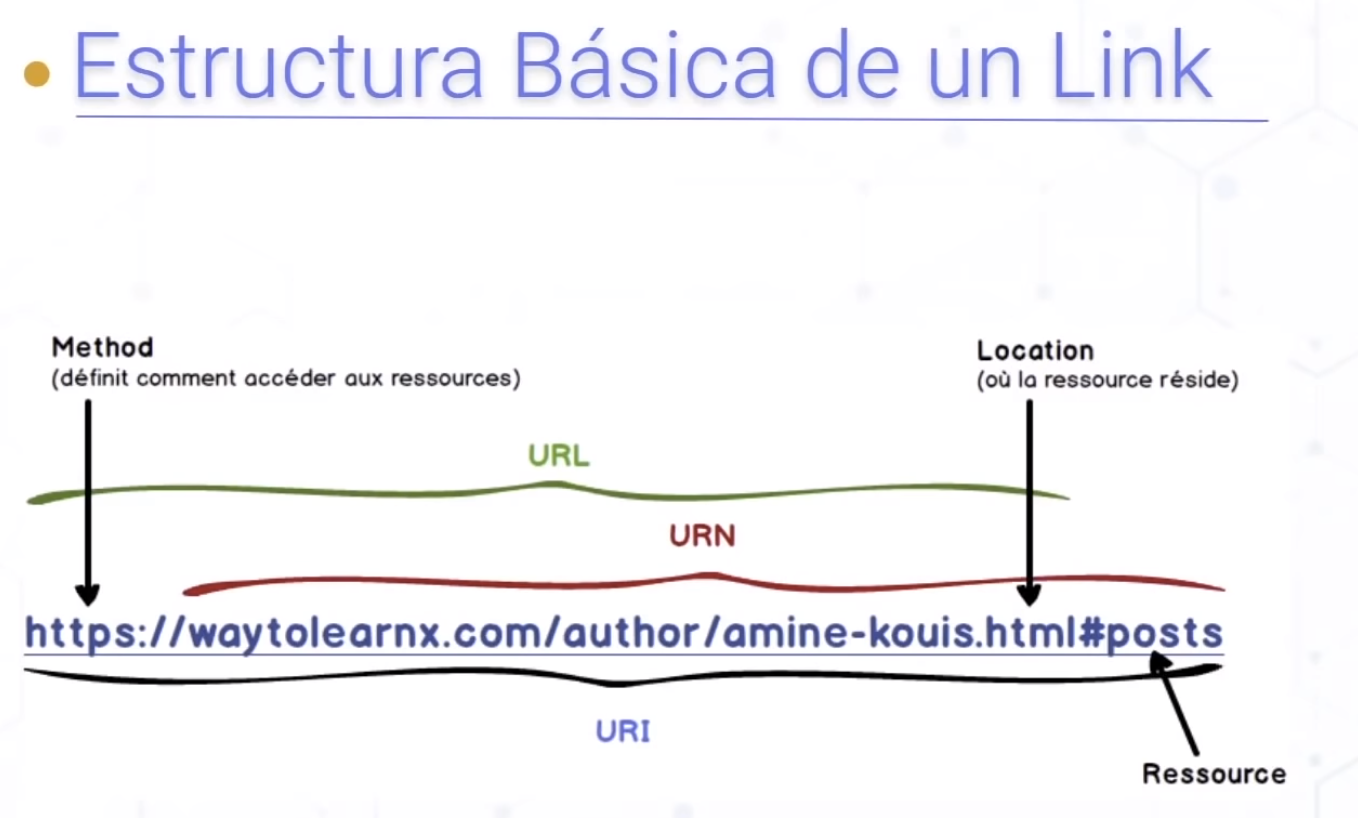 • Estructura Básica de un Link
Method
(définit comment accéder aux ressources)
Location
(où la ressource réside)
URL
URN
https://waytolearnx.com/author/amine-kouis.html#posts
URI
Ressource